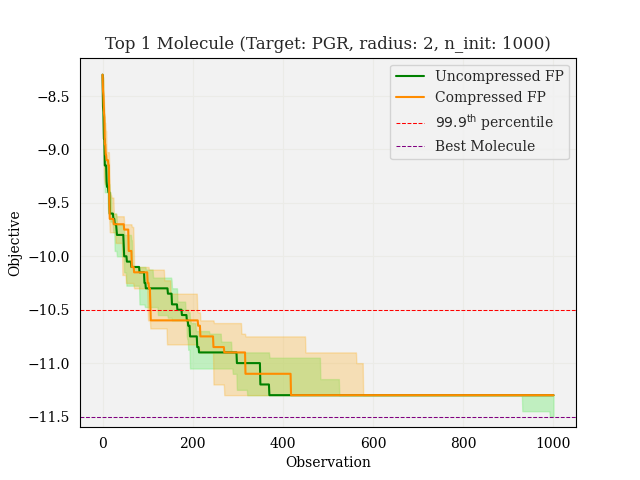 Top 1 Molecule (Target: PGR, radius: 2, n_init: 1000)
Uncompressed FP
Compressed FP
99.9th percentile
Best Molecule
−8.5
−9.0
−9.5
−10.0
−10.5
−11.0
−11.5
Objective
0 200 400 600 800 1000
Observation